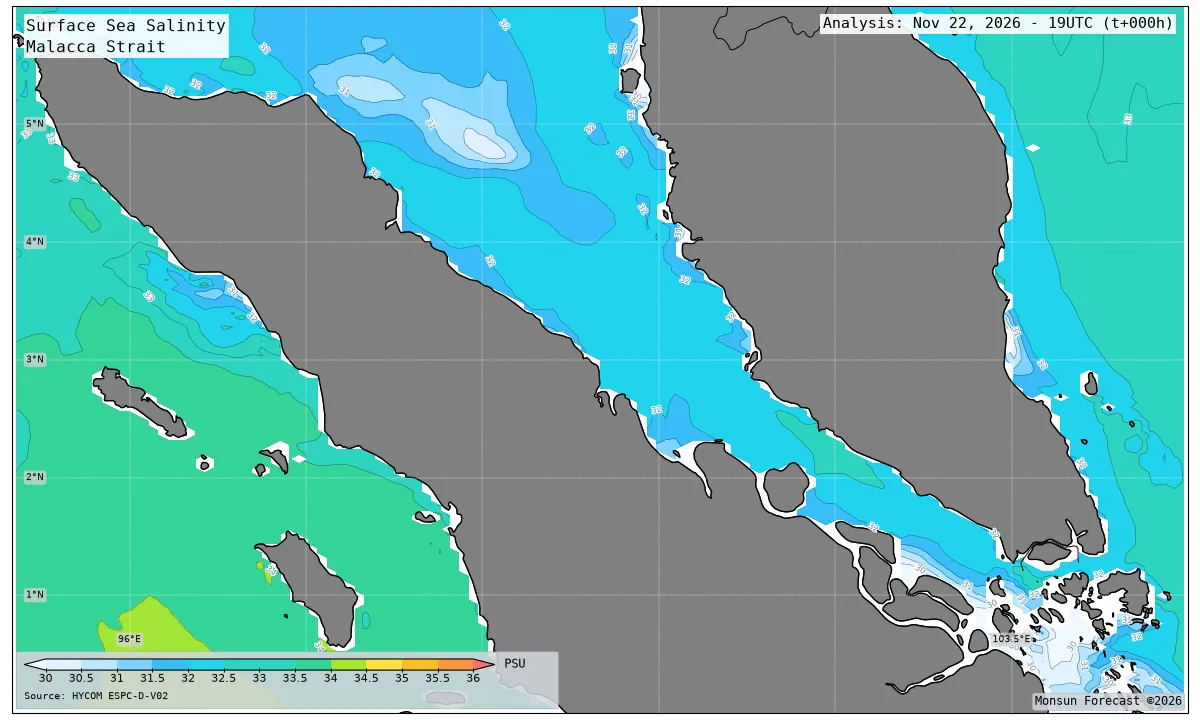 Surface Sea Salinity
Malacca Strait
Analysis: Nov 22, 2026 - 19UTC (t+000h)
5°N
4°N
3°N
2°N
1°N
96°E
103.5°E
PSU
30 30.5 31 31.5 32 32.5 33 33.5 34 34.5 35 35.5 36
Source: HYCOM ESPC-D-V02
Monsun Forecast ©2026